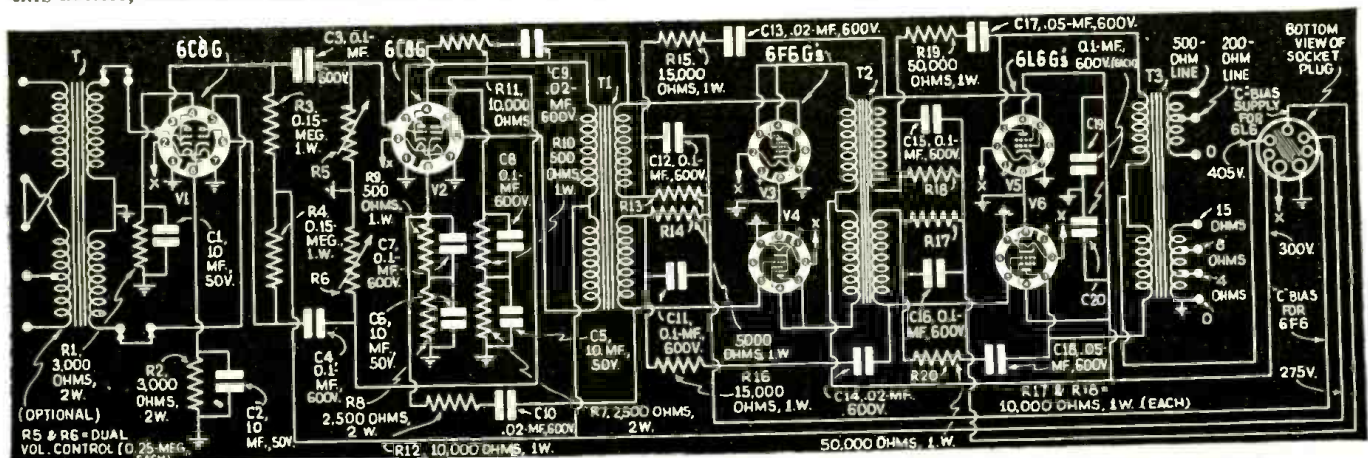 T
6C8G
C3, 0.1-
MF.
600V.
6C8G
R3
0.15-
MEG.
1.W.
R5
R4,
0.15-
MEG.,
1.W.
R6
V1
C1,
10
MF.,
50V.
R1,
3,000
OHMS,
2W.
(OPTIONAL)
R2,
3,000
OHMS,
2W.
C2,
10
MF.,50V.
R5 & R6 = DUAL
VOL. CONTROL (0.25-MEG.
EACH)
C4,
0.1-
MF.,
600V.
R11,
10,000
OHMS
C9,
.02-
MF.
600V.
R10
500
OHMS,
1W.
C8
0.1-
MF.
600V.
V2
R9,
500
OHMS,
1.W.
C7,
0.1-
MF.
600V.
C6,
10
MF.,
50V.
R8
2,500 OHMS,
2 W.
C5,
10.MF.,
50V.
C10
.02-MF.,600V.
R7, 2,500 OHMS,
2W.
R12, 10,000 OHMS, 1W.
T1
C13, .02-MF,600V.
R15,
15,000
OHMS, 1W.
6F6Gs
C12, 0.1-
MF.,600V.
R13
R14
V3
V4
C11,
0.1-MF.,
600V.
5000
OHMS, 1.W
R16
15,000
OHMS, 1.W.
T2
C14,.02-MF.
600V.
C17, .05-MF,600V.
R19,
50,000
OHMS, 1W.
6L6Gs
0.1-MF.,
600V.(EACH)
C15, 0.1-
MF., 600V.
R18
R17
V5
V6
C16, 0.1-
MF.,600V.
R20
C18,.05-
MF.,600V.
R17 & R18 =
10,000 OHMS, 1W. (EACH)
50,000 OHMS, 1.W.
C19
C20
T3
500-
OHM
LINE
200-
OHM
LINE
0
15
OHMS
8
OHMS
4
OHMS
0
BOTTOM
VIEW OF
SOCKET
PLUG
"C"-BIAS
SUPPLY
FOR
6L6
405V.
X
300V.
"C" BIAS
FOR
6F6
275V.